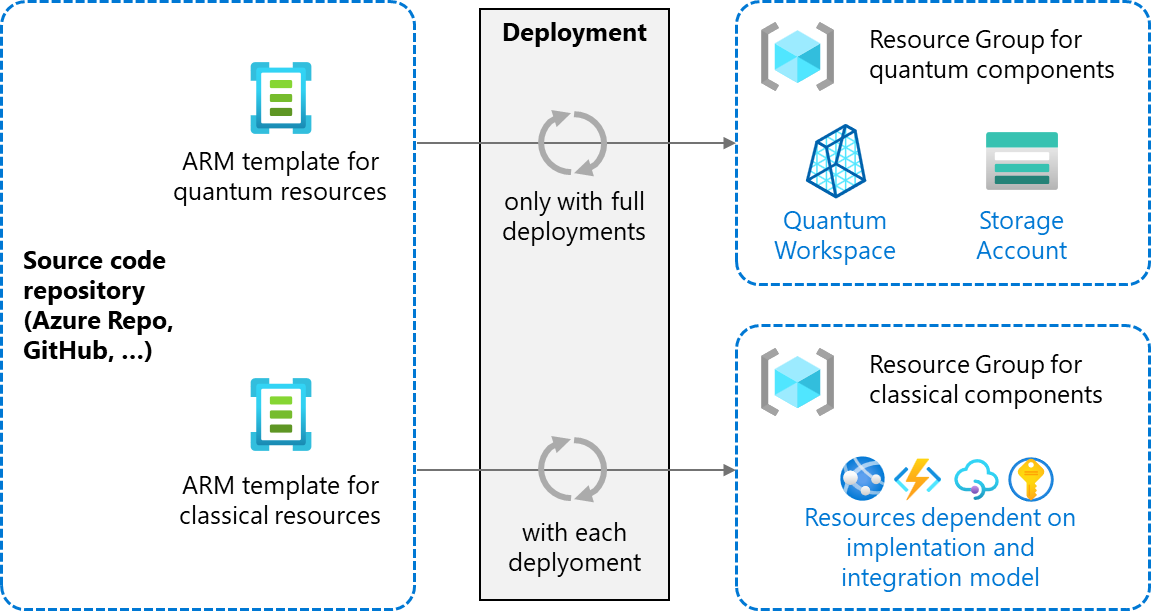 Source code
repository
(Azure Repo,
GitHub, ...)
ARM template for
quantum resources
ARM template for
classical resources
Deployment
only with full
deployments
with each
deplyoment
Resource Group for
quantum components
Quantum
Workspace
Storage
Account
Resource Group for
classical components
Resources dependent on
implentation and
integration model